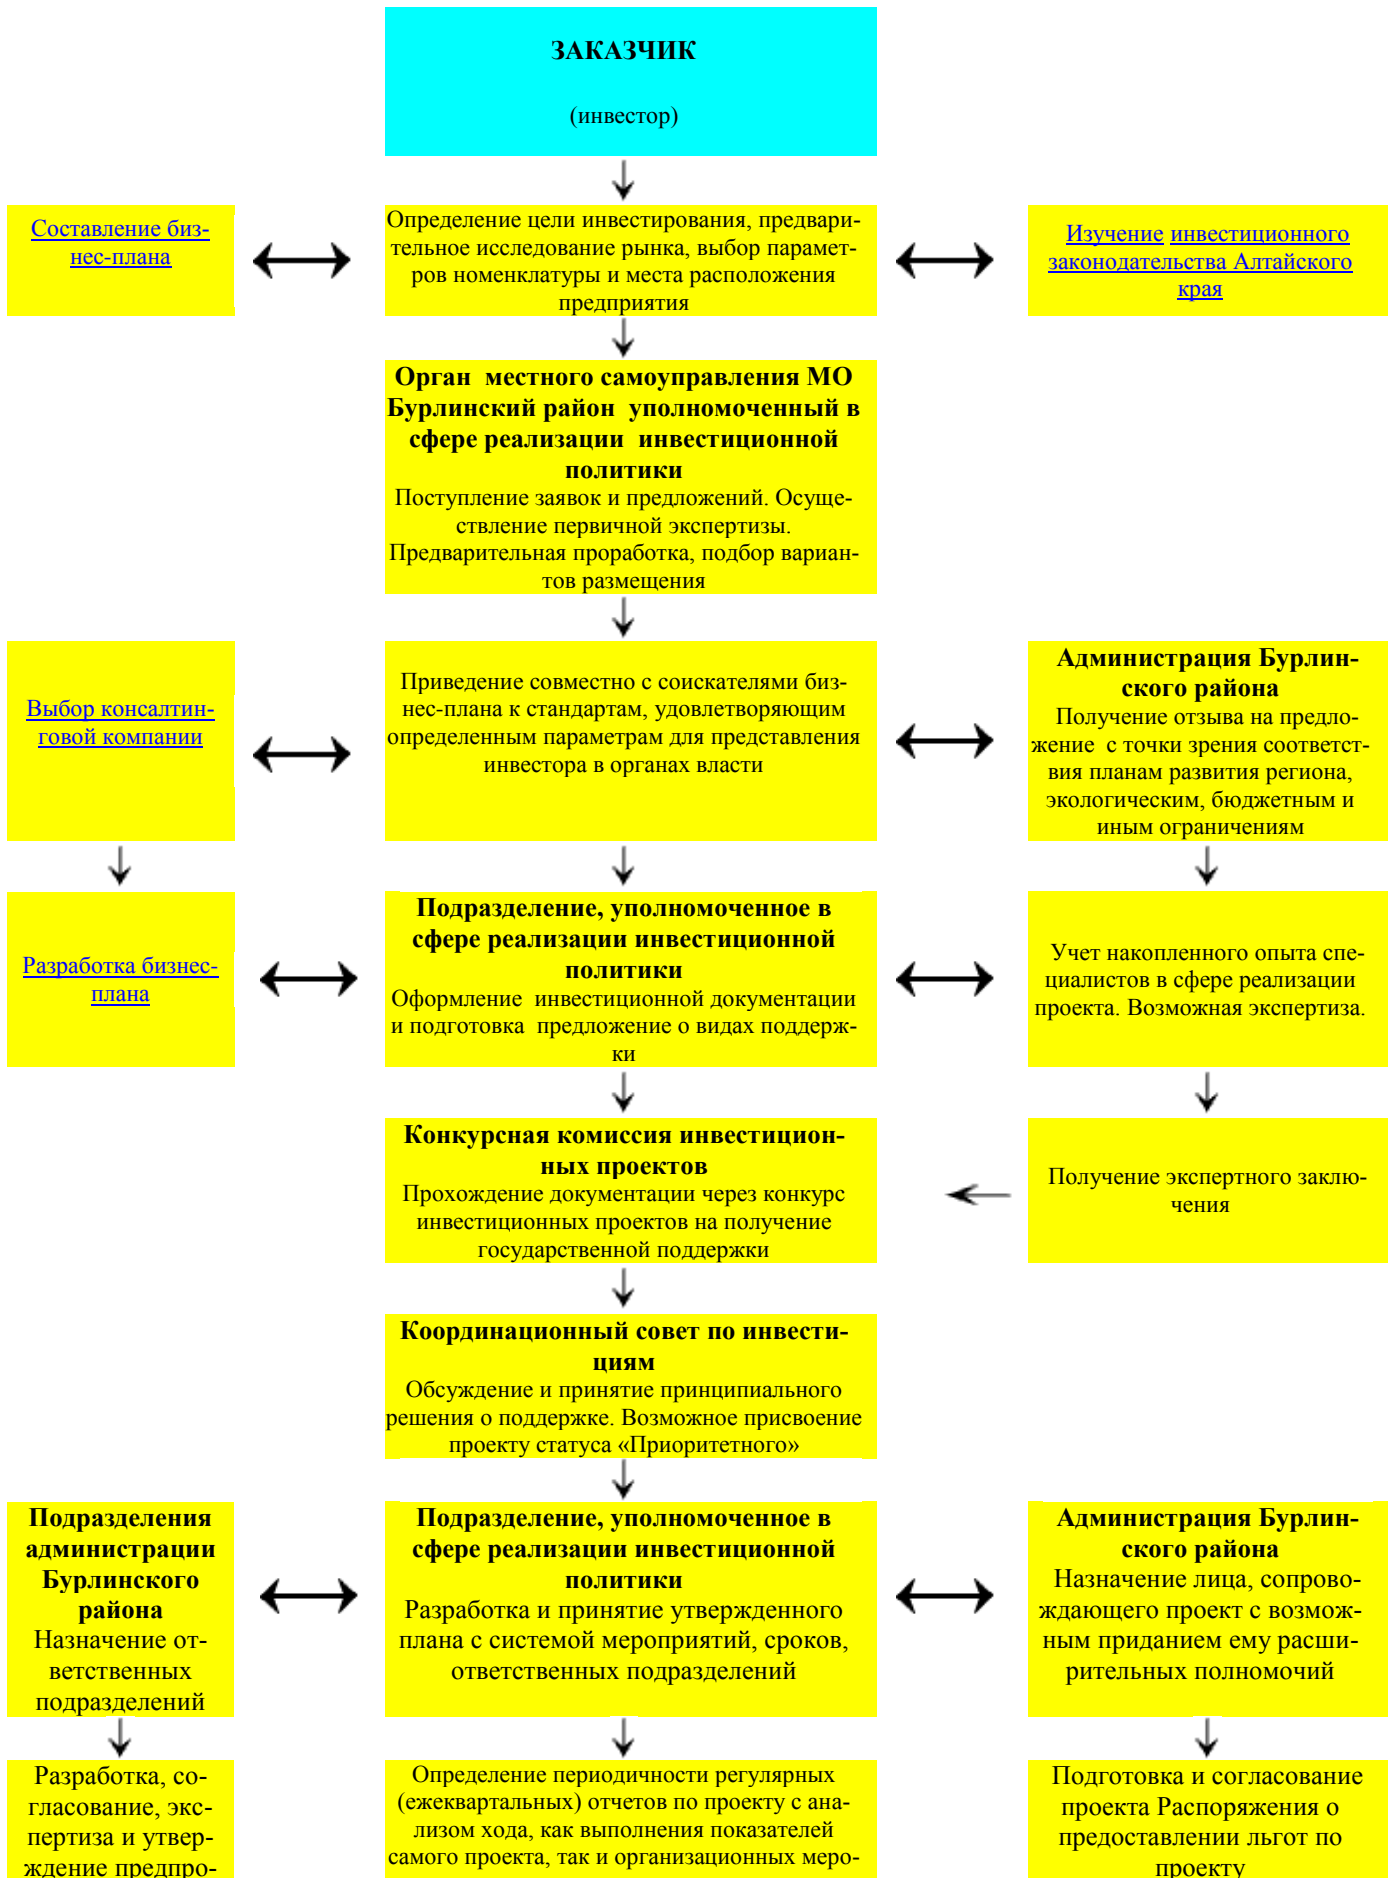 ЗАКАЗЧИК
(инвестор)
Составление биз-
нес-плана
Определение цели инвестирования, предвари-
тельное исследование рынка, выбор парамет-
ров номенклатуры и места расположения
предприятия
Изучение инвестиционного
законодательства Алтайского
края
Орган местного самоуправления МО
Бурлинский район уполномоченный в
сфере реализации инвестиционной
политики
Поступление заявок и предложений. Осуще-
ствление первичной экспертизы.
Предварительная проработка, подбор вариан-
тов размещения
Выбор консалтин-
говой компании
Приведение совместно с соискателями биз-
нес-плана к стандартам, удовлетворяющим
определенным параметрам для представления
инвестора в органах власти
Администрация Бурлин-
ского района
Получение отзыва на предло-
жение с точки зрения соответст-
вия планам развития региона,
экологическим, бюджетным и
иным ограничениям
Разработка бизнес-
плана
Подразделение, уполномоченное в
сфере реализации инвестиционной
политики
Оформление инвестиционной документации
и подготовка предложение о видах поддерж-
ки
Учет накопленного опыта спе-
циалистов в сфере реализации
проекта. Возможная экспертиза.
Конкурсная комиссия инвестицион-
ных проектов
Прохождение документации через конкурс
инвестиционных проектов на получение
государственной поддержки
Получение экспертного заклю-
чения
Координационный совет по инвести-
циям
Обсуждение и принятие принципиального
решения о поддержке. Возможное присвоение
проекту статуса «Приоритетного»
Подразделения
администрации
Бурлинского
района
Назначение от-
ветственных
подразделений
Подразделение, уполномоченное в
сфере реализации инвестиционной
политики
Разработка и принятие утвержденного
плана с системой мероприятий, сроков,
ответственных подразделений
Администрация Бурлин-
ского района
Назначение лица, сопрово-
ждающего проект с возмож-
ным приданием ему расши-
рительных полномочий
Разработка, со-
гласование, экс-
пертиза и утвер-
ждение предпро-
Определение периодичности регулярных
(ежеквартальных) отчетов по проекту с ана-
лизом хода, как выполнения показателей
самого проекта, так и организационных меро-
Подготовка и согласование
проекта Распоряжения о
предоставлении льгот по
проекту